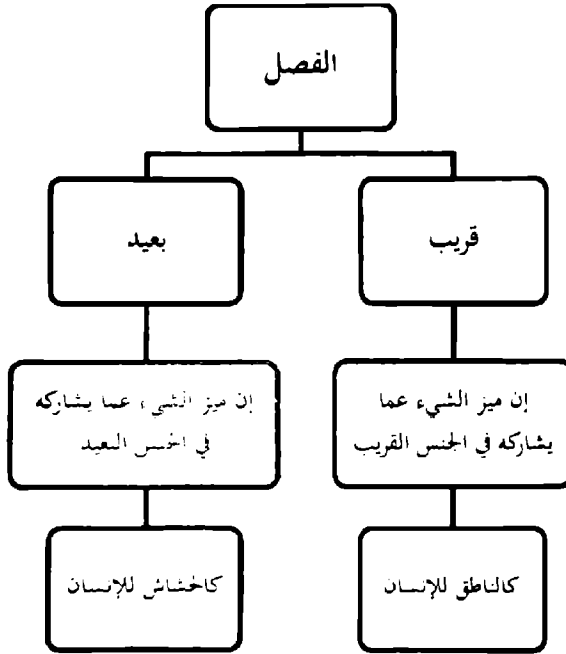 الفصل
قريب
بعيد
إن ميز الشيء عما
يشاركه في الجنس القريب
إن ميز الشيء عما يشاركه
في الجنس البعيد
كالناطق للإنسان
كالحشاش للإنسان